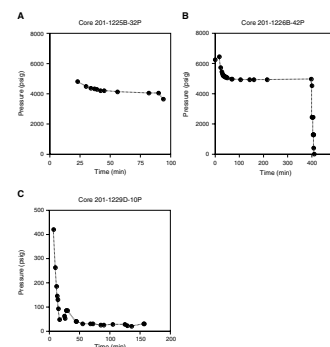 A
Core 201-1225B-32P
8000
6000
4000
2000
0
Pressure (psig)
0 20 40 60 80 100
Time (min)
B
Core 201-1226B-42P
8000
6000
4000
2000
0
Pressure (psig)
0 100 200 300 400
Time (min)
C
Core 201-1229D-10P
500
400
300
200
100
0
Pressure (psig)
0 50 100 150 200
Time (min)